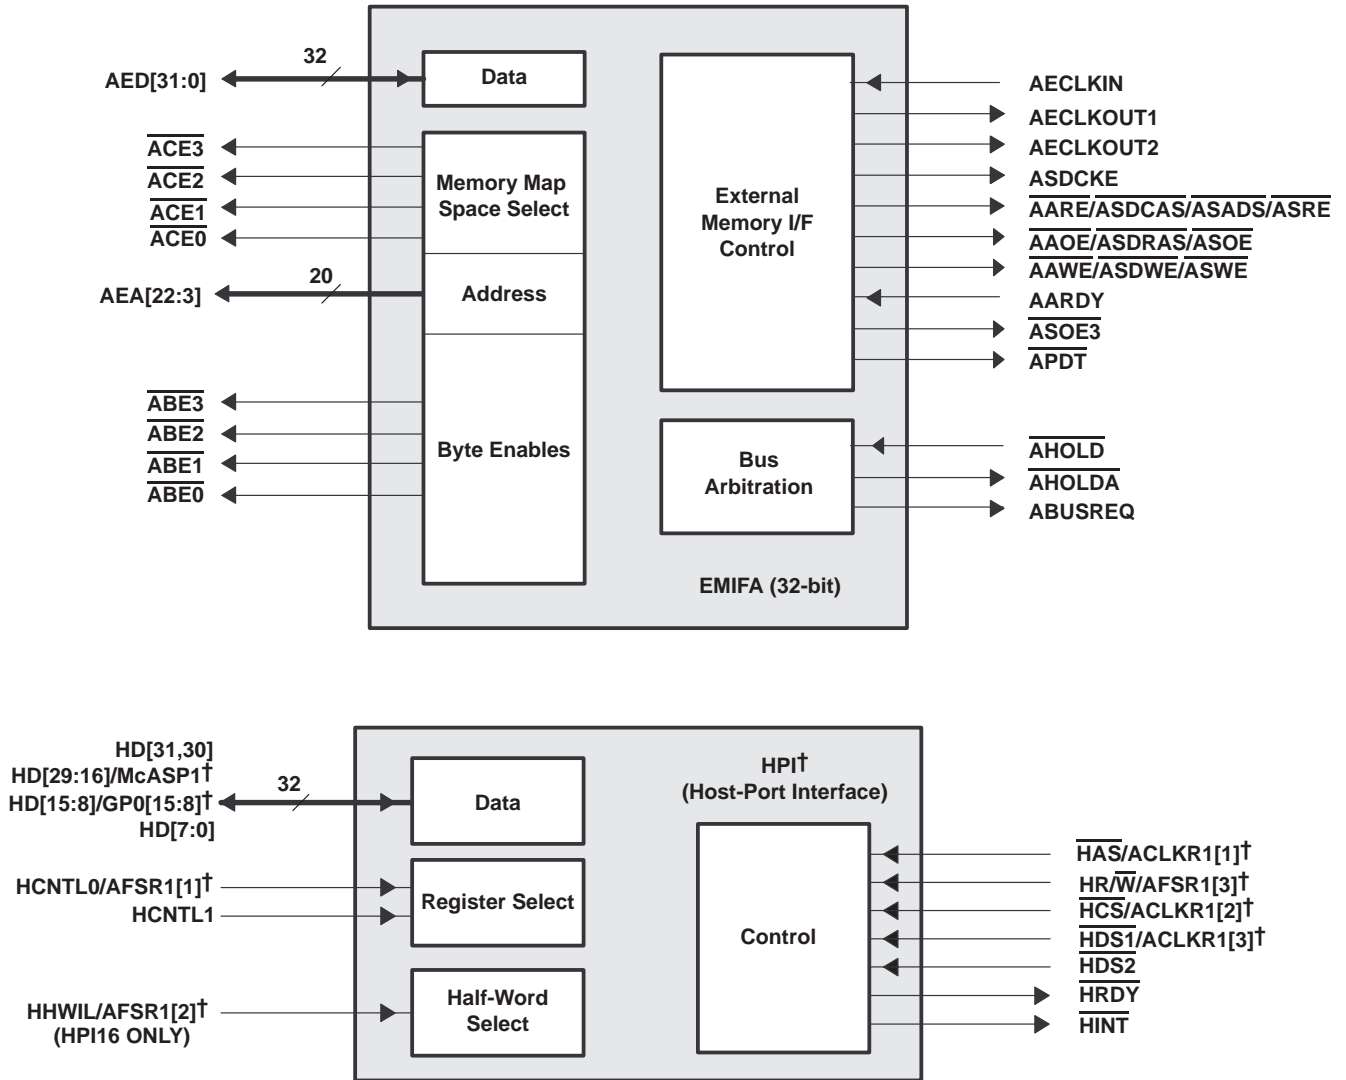 AED[31:0]
32
Data
ACE3
ACE2
ACE1
ACE0
Memory Map
Space Select
AEA[22:3]
20
Address
ABE3
ABE2
ABE1
ABE0
Byte Enables
External
Memory I/F
Control
AECLKIN
AECLKOUT1
AECLKOUT2
ASDCKE
AARE/ASDCAS/ASADS/ASRE
AAOE/ASDRAS/ASOE
AAWE/ASDWE/ASWE
AARDY
ASOE3
APDT
Bus
Arbitration
AHOLD
AHOLDA
ABUSREQ
EMIFA (32-bit)
HD[31,30]
HD[29:16]/McASP1†
HD[15:8]/GP0[15:8]†
HD[7:0]
32
Data
HCNTL0/AFSR1[1]†
HCNTL1
Register Select
HHWIL/AFSR1[2]†
(HPI16 ONLY)
Half-Word
Select
HPI†
(Host-Port Interface)
Control
HAS/ACLKR1[1]†
HR/W/AFSR1[3]†
HCS/ACLKR1[2]†
HDS1/ACLKR1[3]†
HDS2
HRDY
HINT